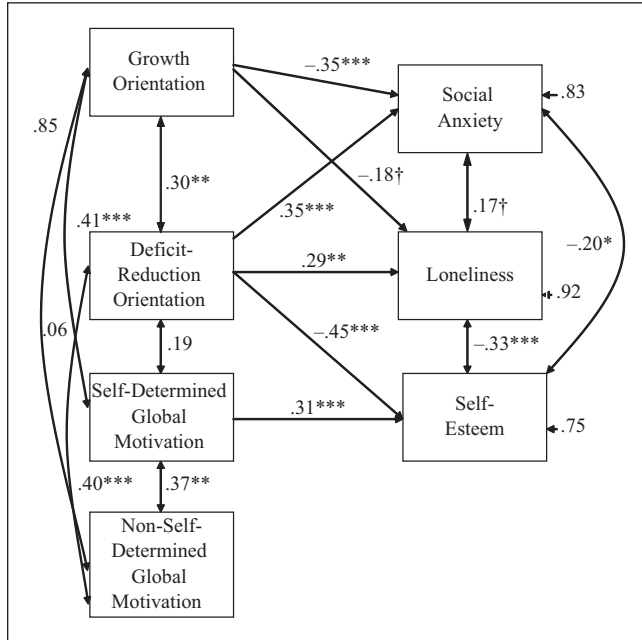 Growth
Orientation
–.35***
Social
Anxiety
.83
.85
.30**
–.18†
.41***
.35***
.17†
–.20*
Deficit-
Reduction
Orientation
.29**
Loneliness
.92
.06
.19
–.45***
–.33***
Self-Determined
Global
Motivation
.31***
Self-
Esteem
.75
.40***
.37**
Non-Self-
Determined
Global
Motivation